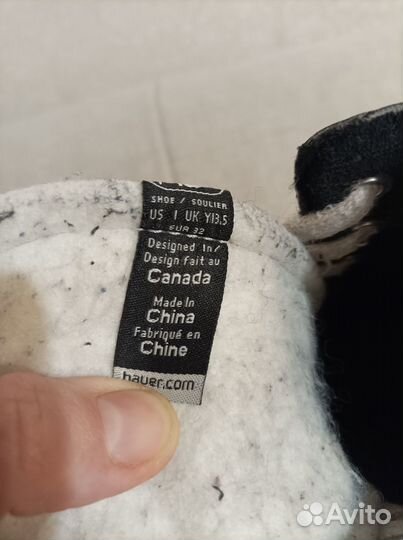 SHOE / SOULIER
US 1 UK Y13.5
EUR 32
Designed In/
Design fait au
Canada
Made In
China
Fabriqué en
Chine
bauer.com
Avito